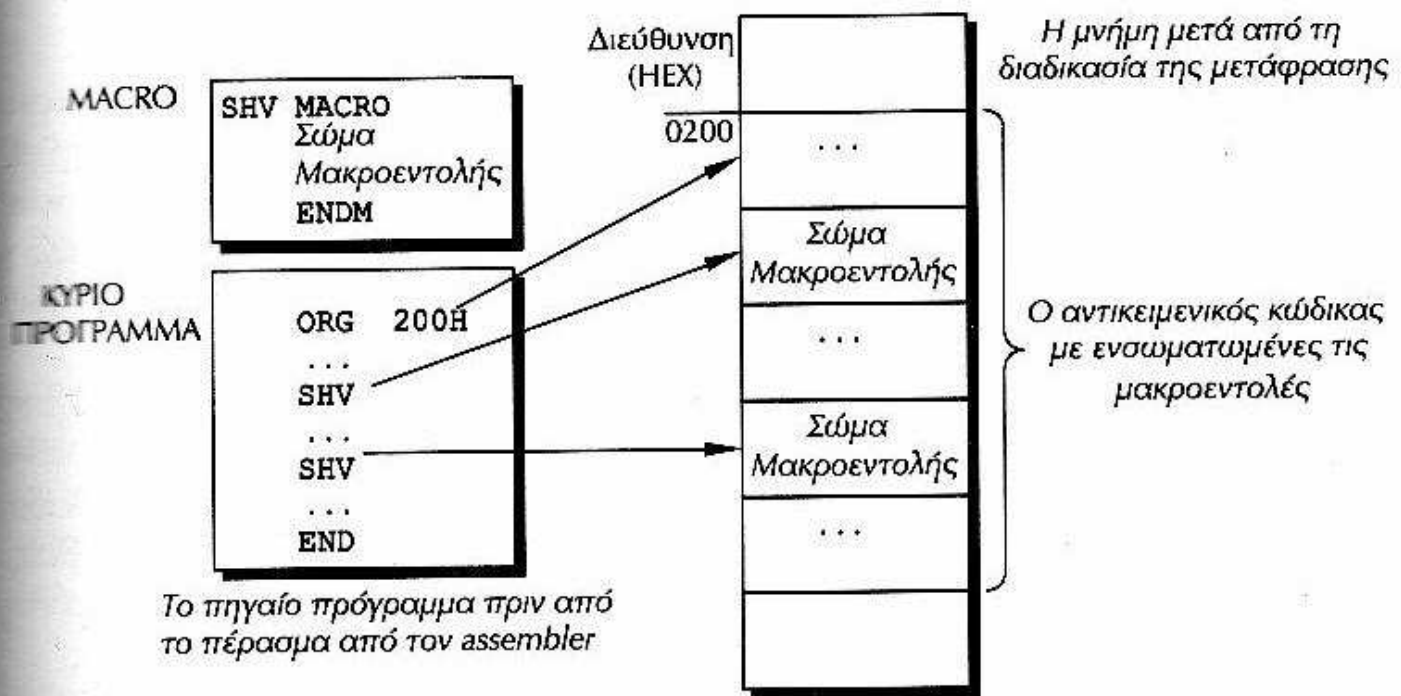 MACRO
SHV MACRO
Σώμα
Μακροεντολής
ENDM
ΚΥΡΙΟ
ΠΡΟΓΡΑΜΜΑ
ORG 200H
...
SHV
...
SHV
...
END
Το πηγαίο πρόγραμμα πριν από
το πέρασμα από τον assembler
Διεύθυνση
(HEX)
0200
...
Σώμα
Μακροεντολής
...
Σώμα
Μακροεντολής
...
Η μνήμη μετά από τη
διαδικασία της μετάφρασης
Ο αντικειμενικός κώδικας
με ενσωματωμένες τις
μακροεντολές